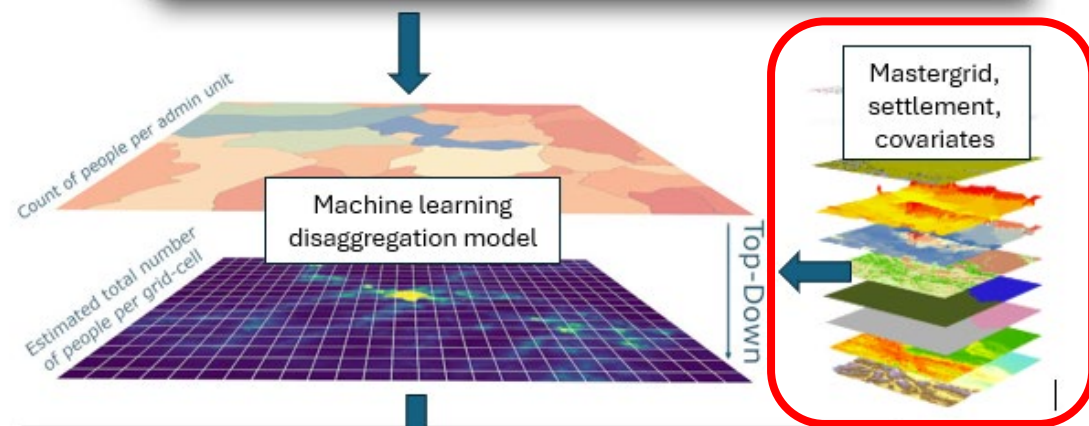 Mastergrid,
settlement,
covariates
Count of people per admin unit
Machine learning
disaggregation model
Top-Down
Estimated total number
of people per grid-cell